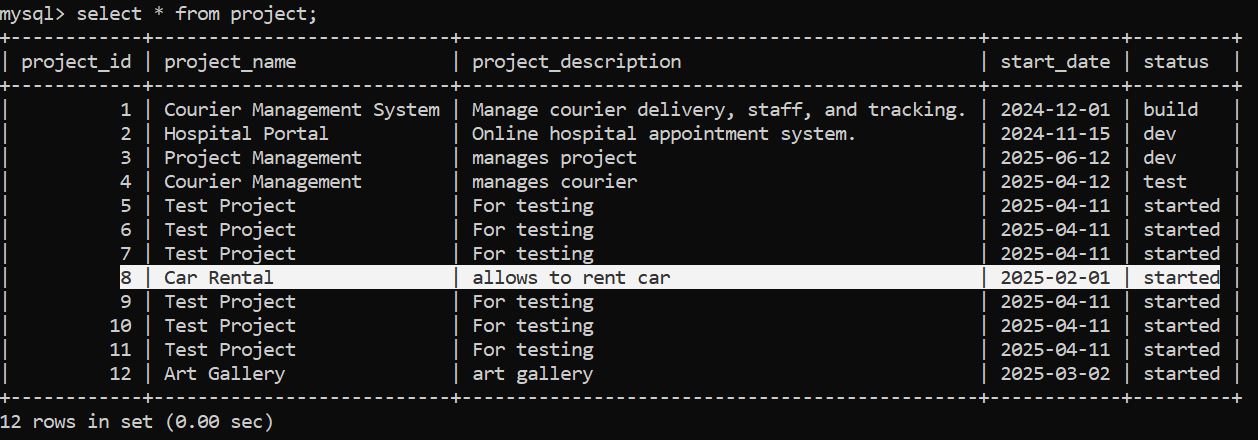 mysql> select * from project;
+------------+---------------------------+-----------------------------------------------+------------+---------+
| project_id | project_name              | project_description                           | start_date | status  |
+------------+---------------------------+-----------------------------------------------+------------+---------+
|          1 | Courier Management System | Manage courier delivery, staff, and tracking. | 2024-12-01 | build   |
|          2 | Hospital Portal           | Online hospital appointment system.           | 2024-11-15 | dev     |
|          3 | Project Management        | manages project                               | 2025-06-12 | dev     |
|          4 | Courier Management        | manages courier                               | 2025-04-12 | test    |
|          5 | Test Project              | For testing                                   | 2025-04-11 | started |
|          6 | Test Project              | For testing                                   | 2025-04-11 | started |
|          7 | Test Project              | For testing                                   | 2025-04-11 | started |
|          8 | Car Rental                | allows to rent car                            | 2025-02-01 | started |
|          9 | Test Project              | For testing                                   | 2025-04-11 | started |
|         10 | Test Project              | For testing                                   | 2025-04-11 | started |
|         11 | Test Project              | For testing                                   | 2025-04-11 | started |
|         12 | Art Gallery               | art gallery                                   | 2025-03-02 | started |
+------------+---------------------------+-----------------------------------------------+------------+---------+
12 rows in set (0.00 sec)